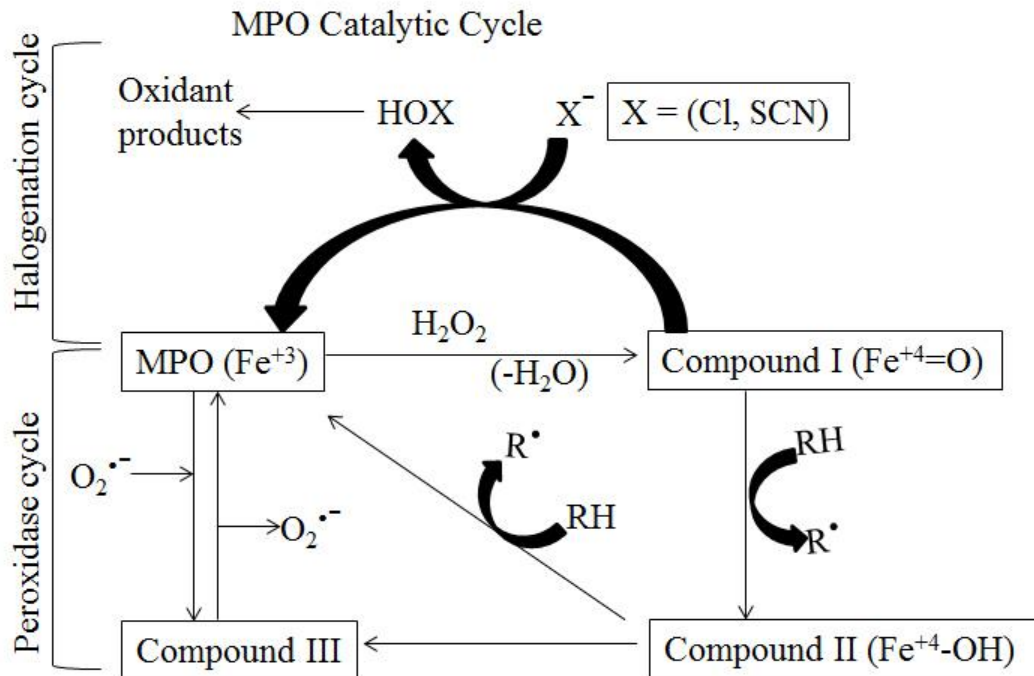 MPO Catalytic Cycle
Halogenation cycle
Oxidant
products
HOX
X⁻
X = (Cl, SCN)
MPO (Fe⁺³)
H₂O₂
(-H₂O)
Compound I (Fe⁺⁴=O)
Peroxidase cycle
O₂•⁻
O₂•⁻
R•
RH
RH
R•
Compound III
Compound II (Fe⁺⁴-OH)